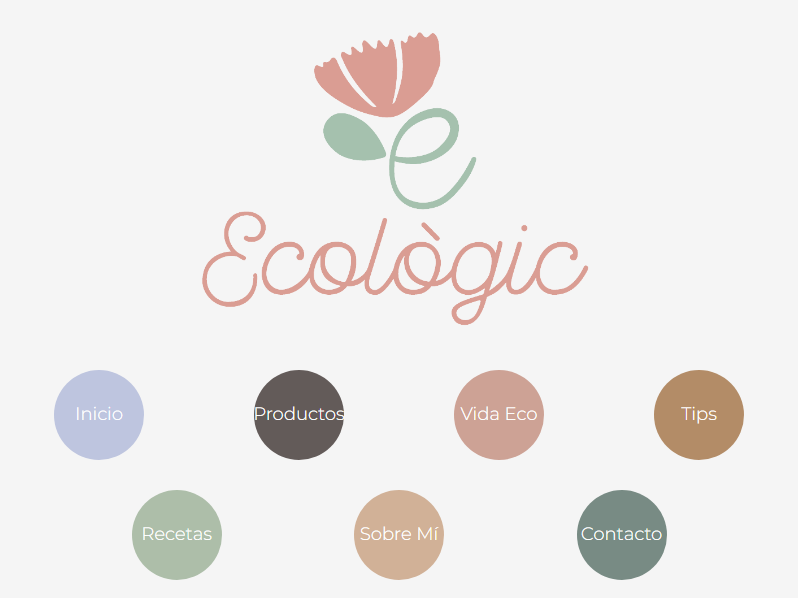 Ecològic
Inicio
Productos
Vida Eco
Tips
Recetas
Sobre Mí
Contacto